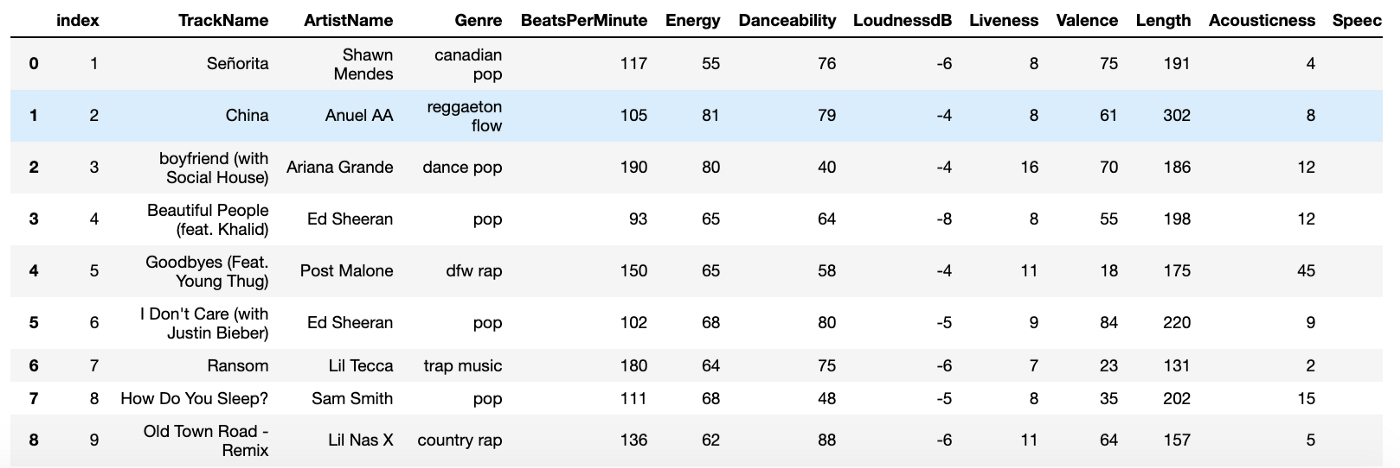 index TrackName ArtistName Genre BeatsPerMinute Energy Danceability LoudnessdB Liveness Valence Length Acousticness Speec
0 1 Señorita Shawn Mendes canadian pop 117 55 76 -6 8 75 191 4
1 2 China Anuel AA reggaeton flow 105 81 79 -4 8 61 302 8
2 3 boyfriend (with Social House) Ariana Grande dance pop 190 80 40 -4 16 70 186 12
3 4 Beautiful People (feat. Khalid) Ed Sheeran pop 93 65 64 -8 8 55 198 12
4 5 Goodbyes (Feat. Young Thug) Post Malone dfw rap 150 65 58 -4 11 18 175 45
5 6 I Don't Care (with Justin Bieber) Ed Sheeran pop 102 68 80 -5 9 84 220 9
6 7 Ransom Lil Tecca trap music 180 64 75 -6 7 23 131 2
7 8 How Do You Sleep? Sam Smith pop 111 68 48 -5 8 35 202 15
8 9 Old Town Road - Remix Lil Nas X country rap 136 62 88 -6 11 64 157 5